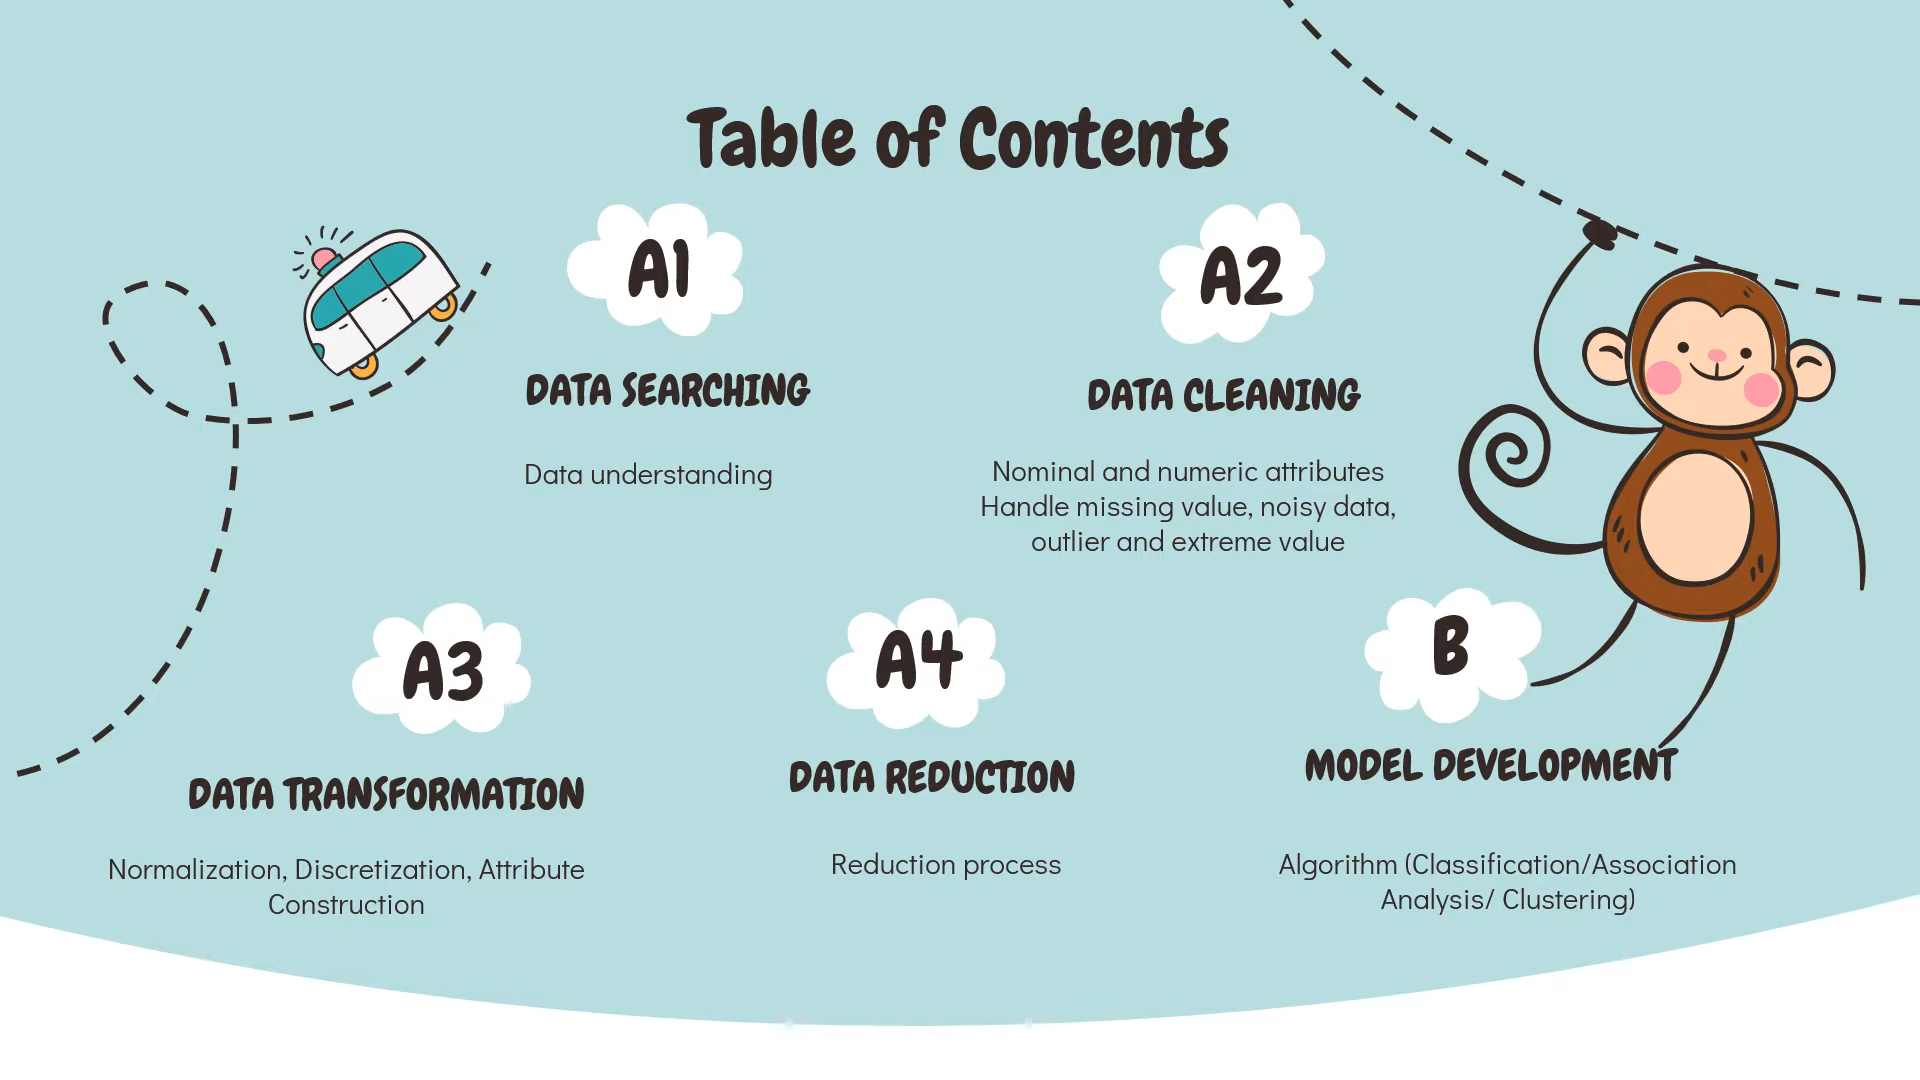 Table of Contents
A1
DATA SEARCHING
Data understanding
A2
DATA CLEANING
Nominal and numeric attributes
Handle missing value, noisy data,
outlier and extreme value
A3
DATA TRANSFORMATION
Normalization, Discretization, Attribute
Construction
A4
DATA REDUCTION
Reduction process
B
MODEL DEVELOPMENT
Algorithm (Classification/Association
Analysis/ Clustering)